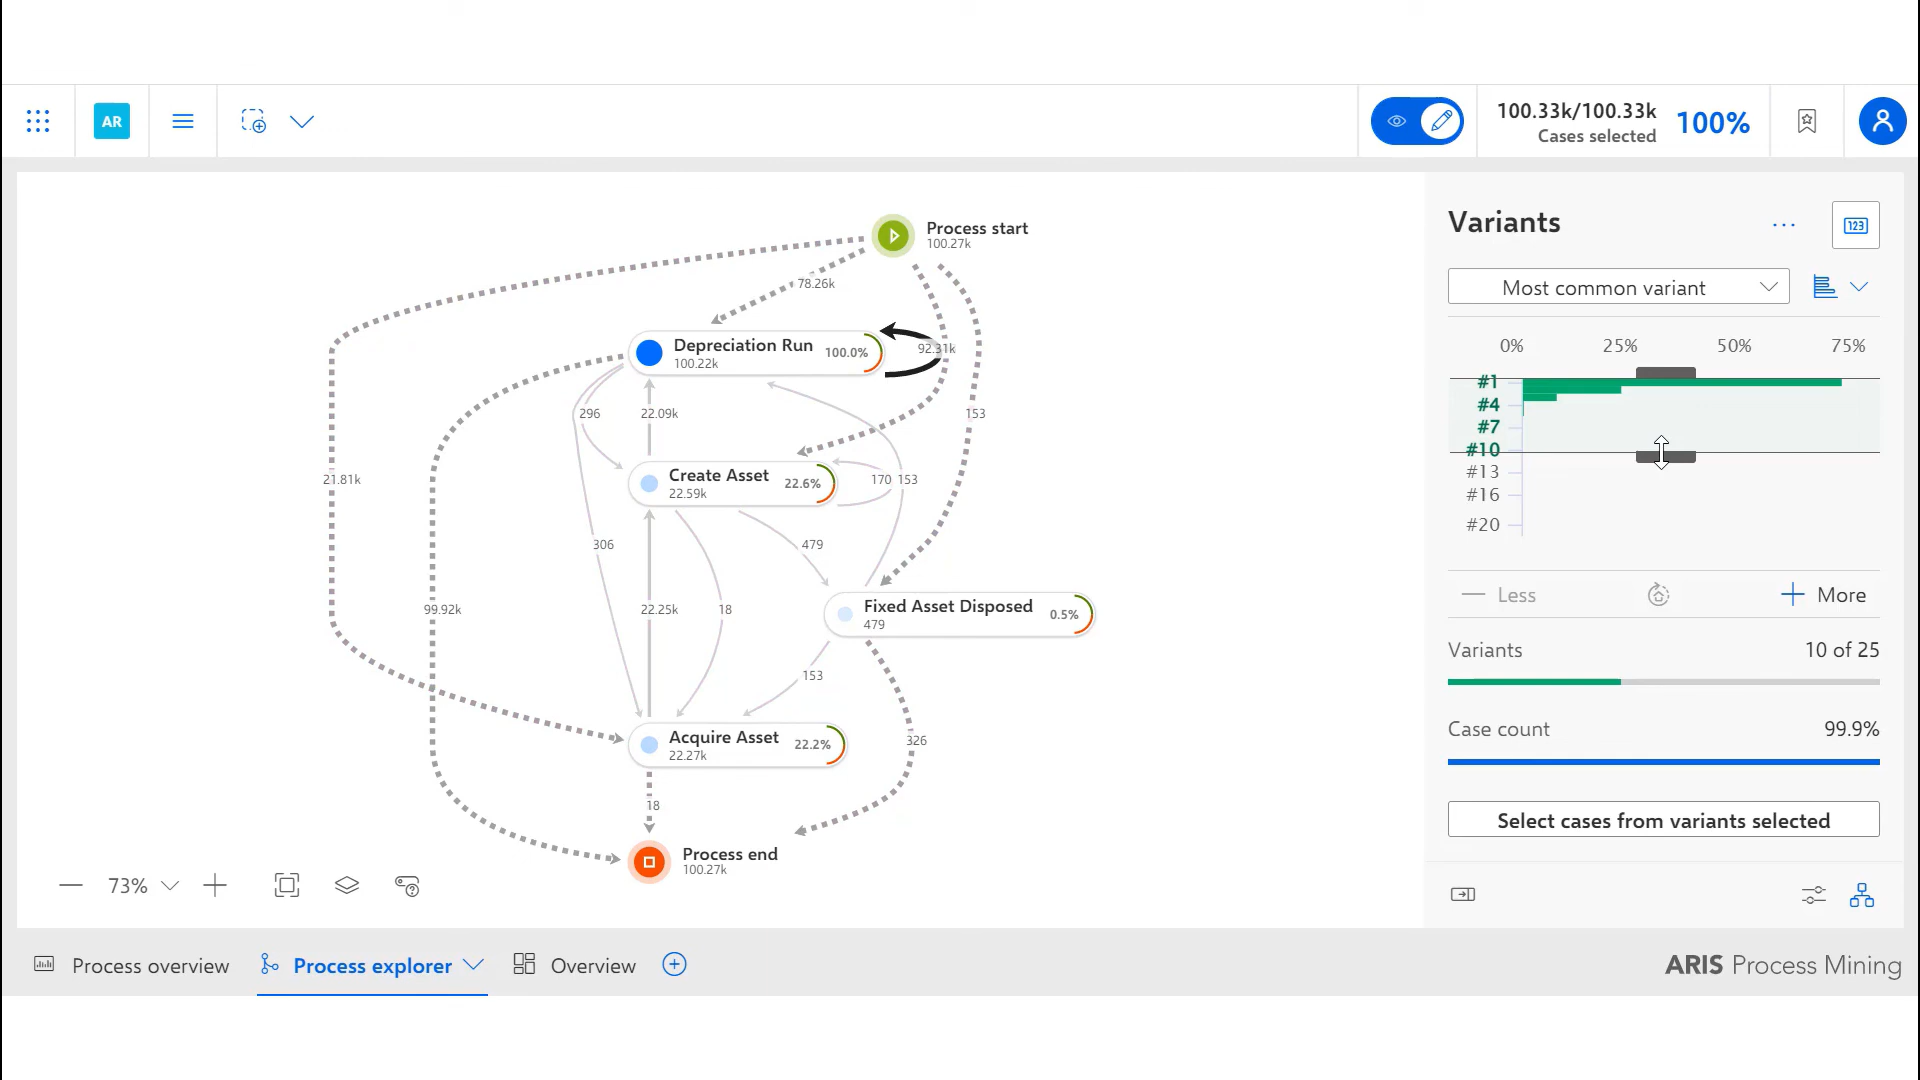 AR
100.33k/100.33k
Cases selected
100%
Process start
100.27k
78.26k
Depreciation Run
100.22k
100.0%
92.31k
296
22.09k
153
Create Asset
22.59k
22.6%
170
153
21.81k
306
479
99.92k
22.25k
18
Fixed Asset Disposed
479
0.5%
153
Acquire Asset
22.27k
22.2%
326
18
Process end
100.27k
73%
Variants
123
Most common variant
0%
25%
50%
75%
#1
#4
#7
#10
#13
#16
#20
Less
More
Variants
10 of 25
Case count
99.9%
Select cases from variants selected
Process overview
Process explorer
Overview
ARIS Process Mining